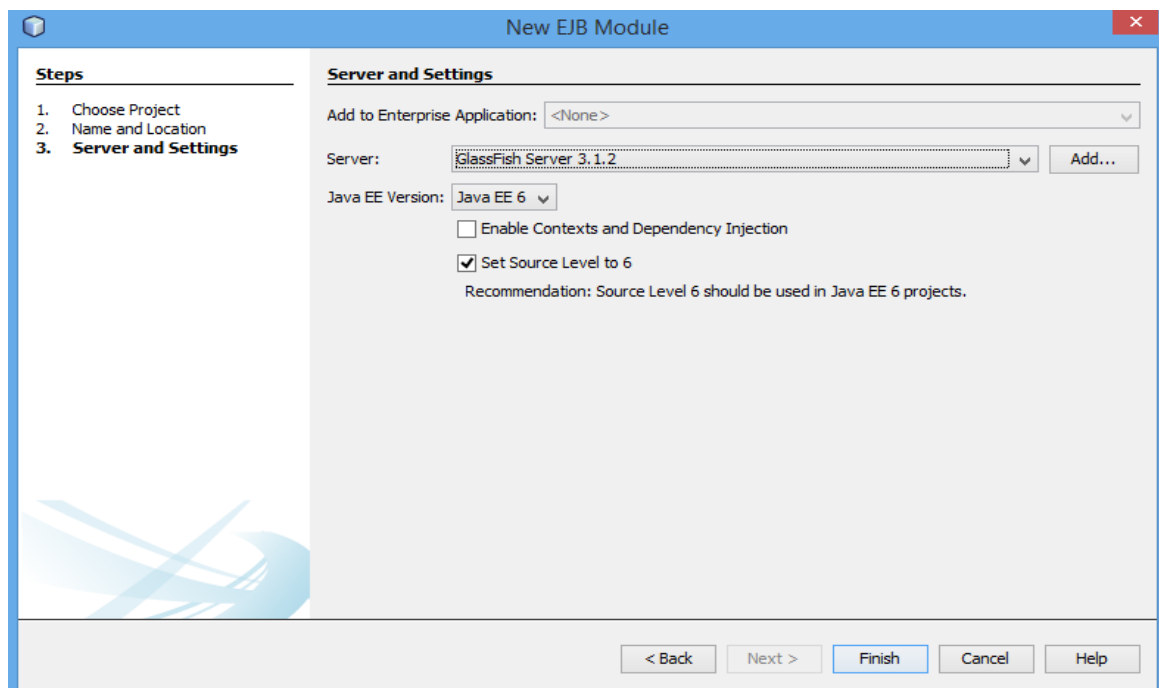 New EJB Module
Steps
1. Choose Project
2. Name and Location
3. Server and Settings
Server and Settings
Add to Enterprise Application: <None>
Server: GlassFish Server 3.1.2 Add...
Java EE Version: Java EE 6
Enable Contexts and Dependency Injection
Set Source Level to 6
Recommendation: Source Level 6 should be used in Java EE 6 projects.
< Back Next > Finish Cancel Help